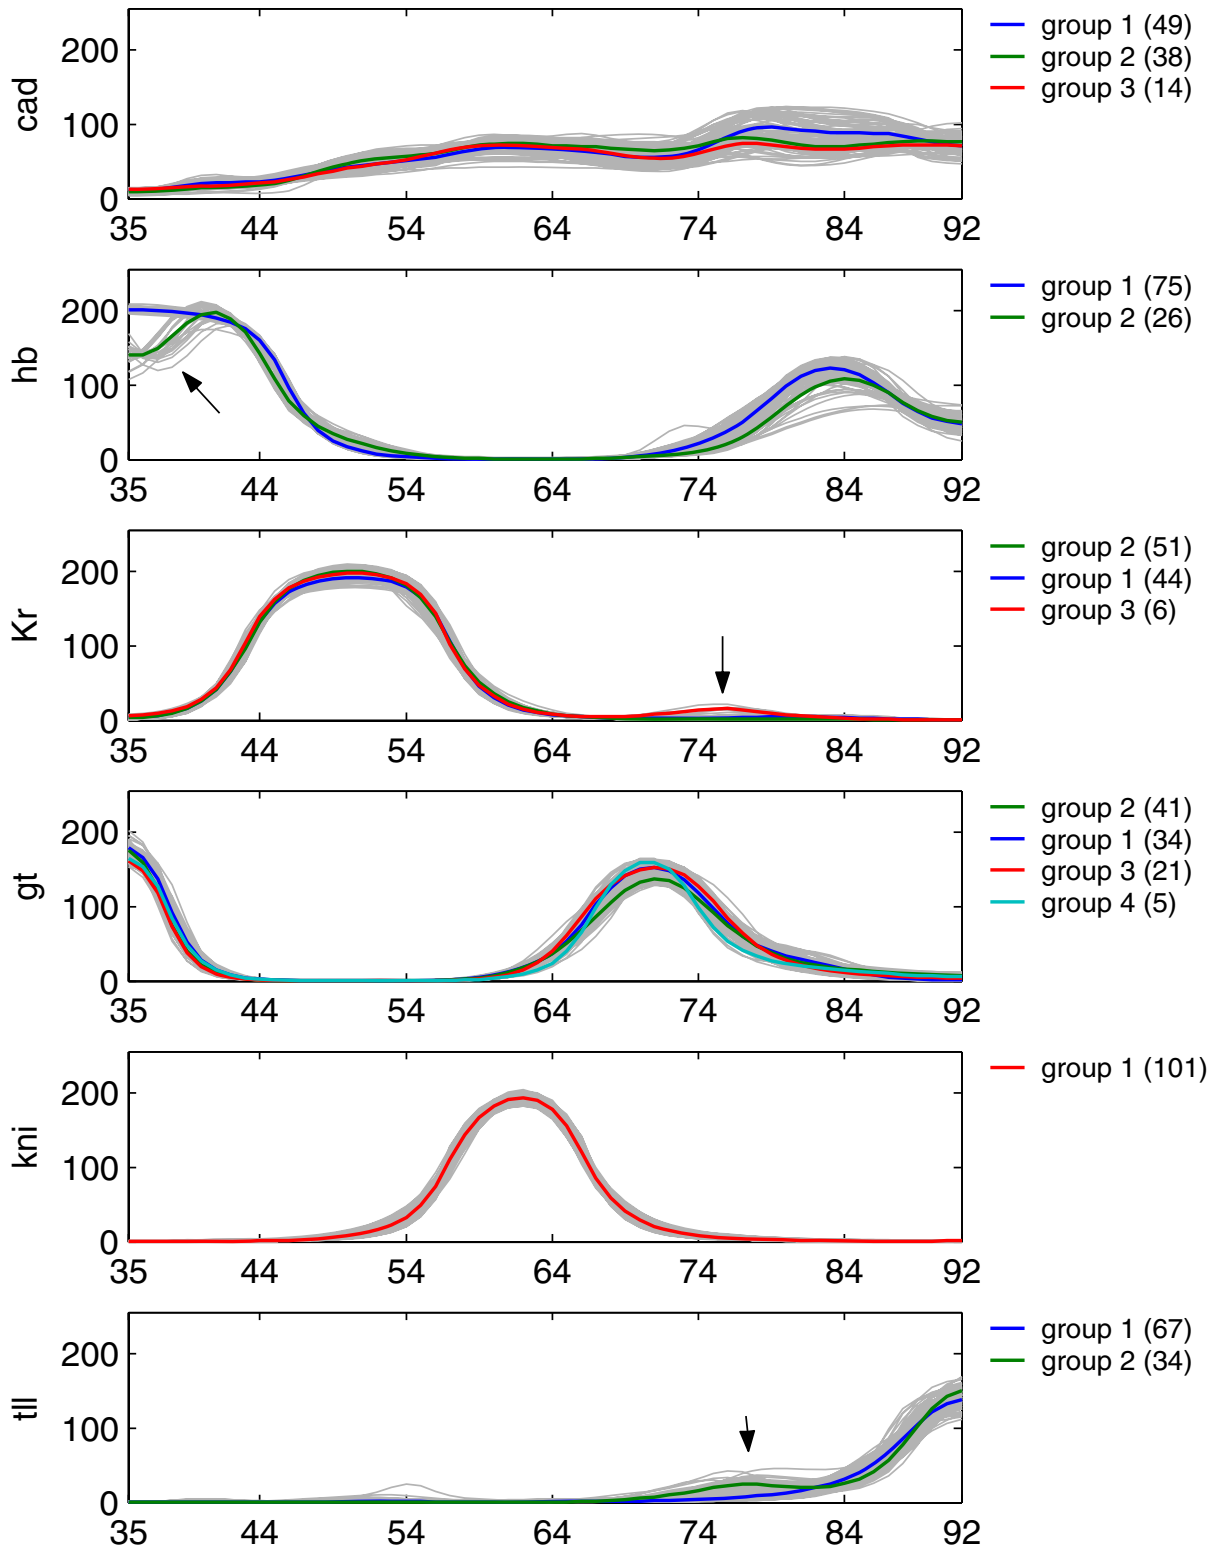 cad
200
100
0
35 44 54 64 74 84 92
group 1 (49)
group 2 (38)
group 3 (14)
hb
200
100
0
35 44 54 64 74 84 92
group 1 (75)
group 2 (26)
Kr
200
100
0
35 44 54 64 74 84 92
group 2 (51)
group 1 (44)
group 3 (6)
gt
200
100
0
35 44 54 64 74 84 92
group 2 (41)
group 1 (34)
group 3 (21)
group 4 (5)
kni
200
100
0
35 44 54 64 74 84 92
group 1 (101)
tll
200
100
0
35 44 54 64 74 84 92
group 1 (67)
group 2 (34)